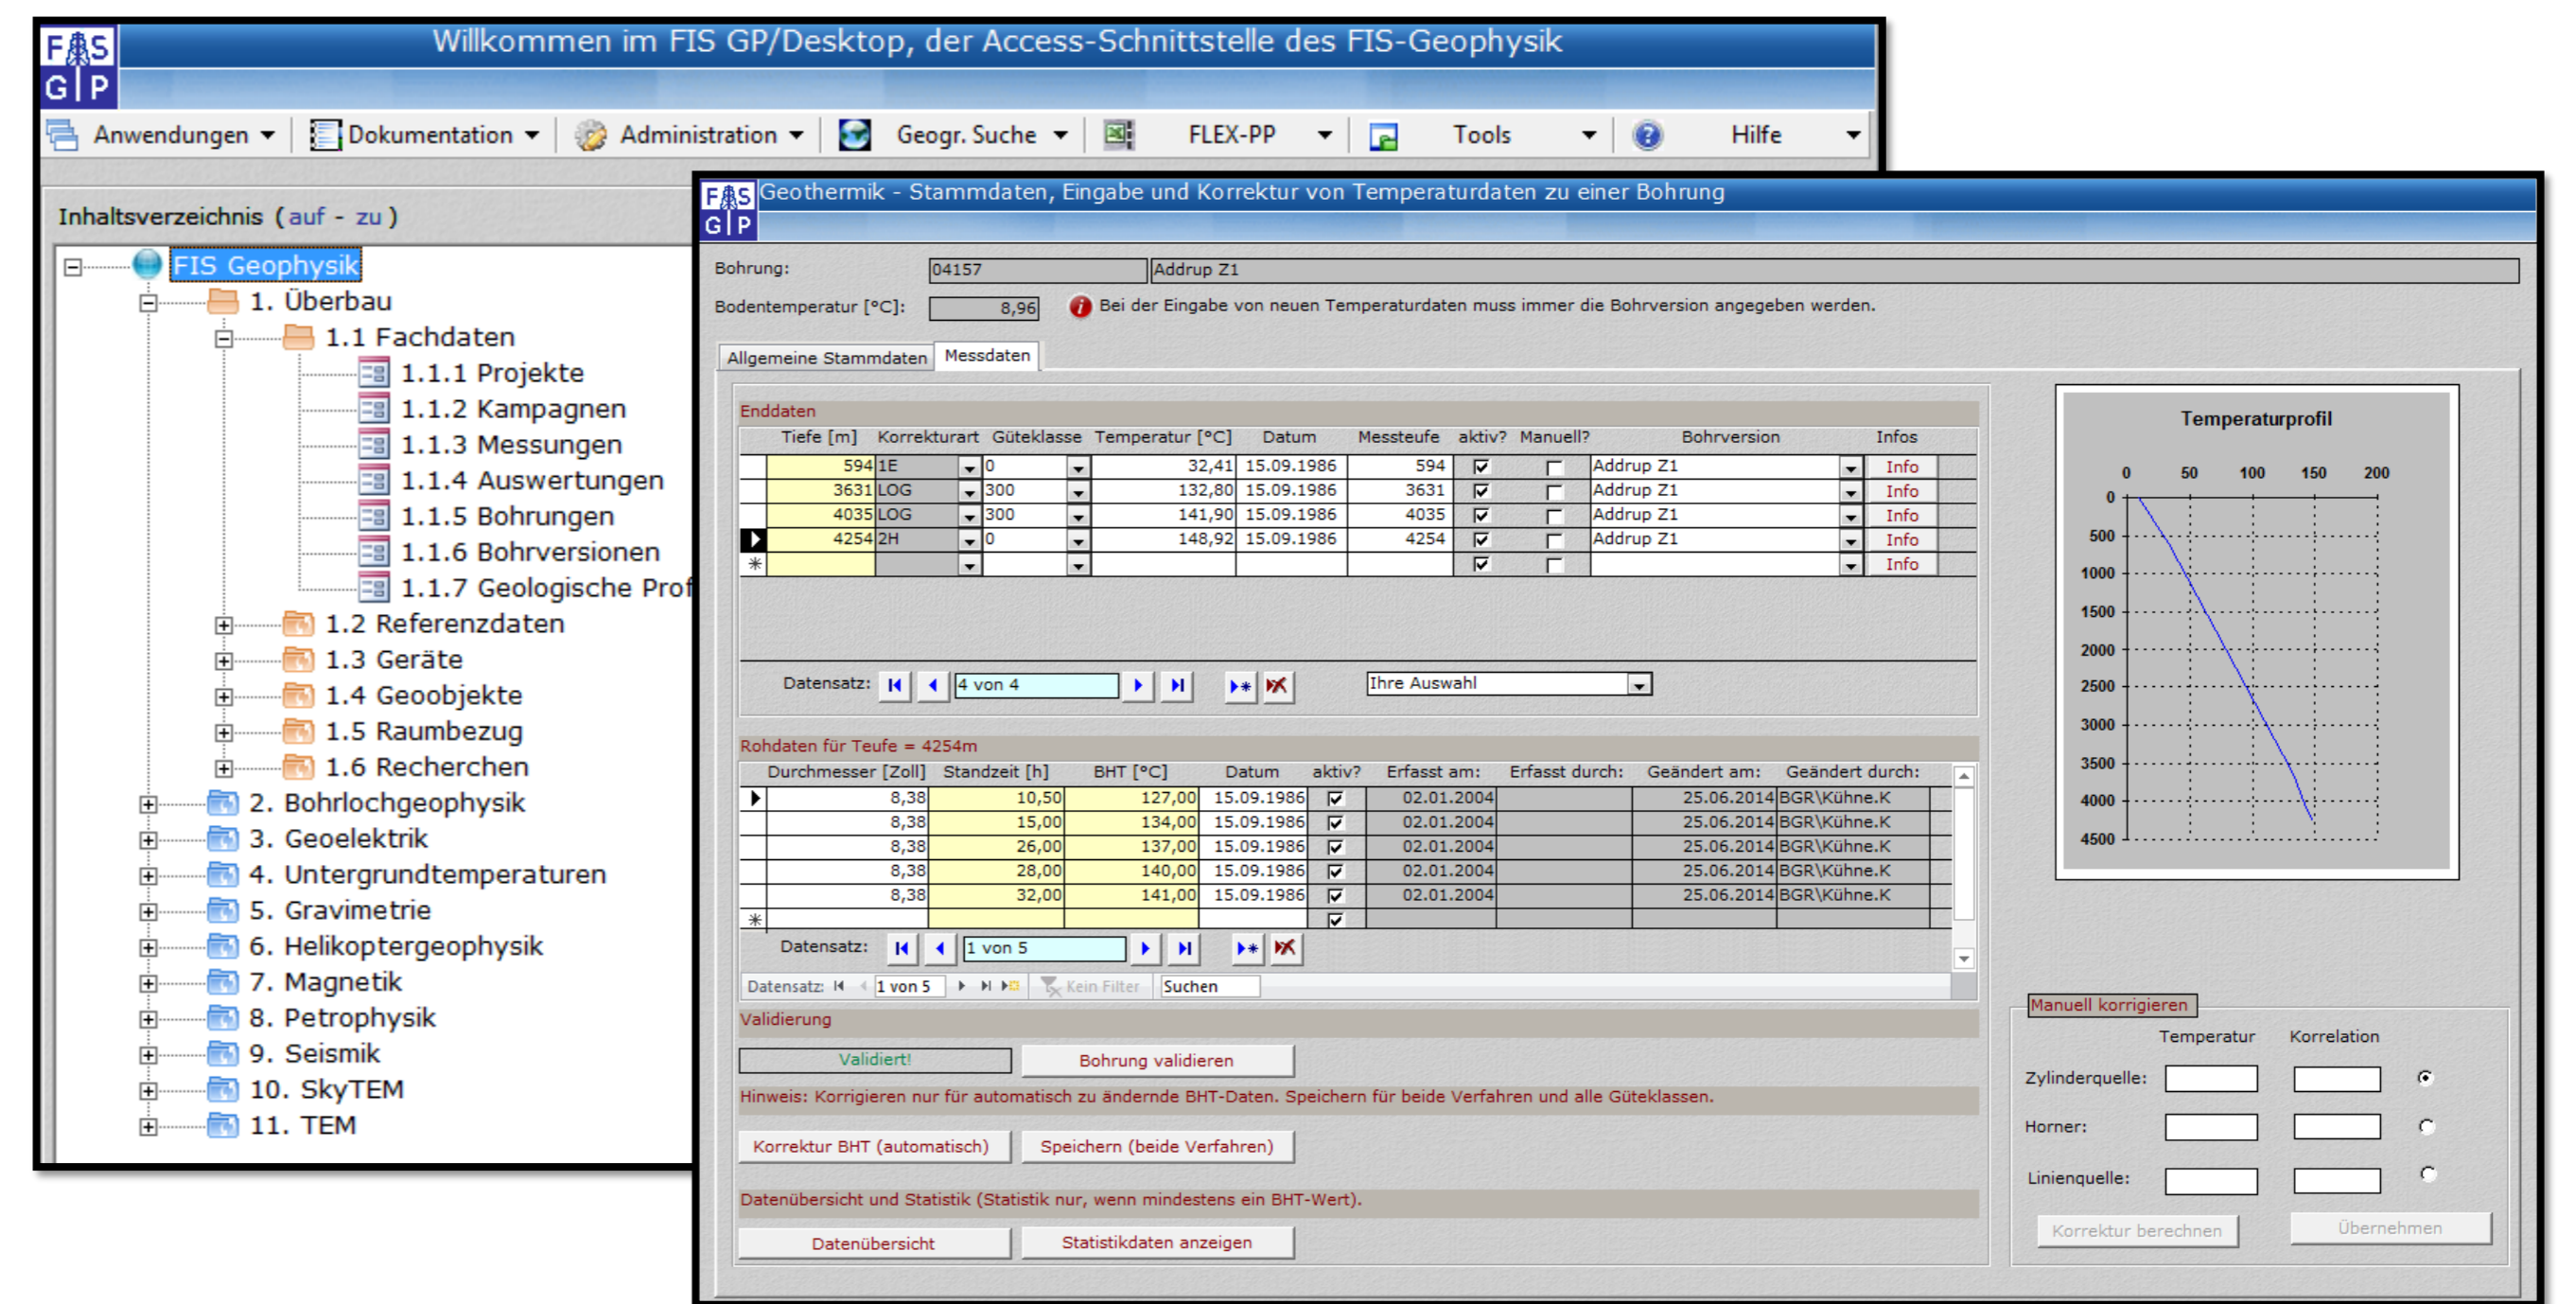 FIS GP
Willkommen im FIS GP/Desktop, der Access-Schnittstelle des FIS-Geophysik
Anwendungen Dokumentation Administration Geogr. Suche FLEX-PP Tools Hilfe
Inhaltsverzeichnis (auf - zu)
FIS Geophysik
1. Überbau
1.1 Fachdaten
1.1.1 Projekte
1.1.2 Kampagnen
1.1.3 Messungen
1.1.4 Auswertungen
1.1.5 Bohrungen
1.1.6 Bohrversionen
1.1.7 Geologische Prof
1.2 Referenzdaten
1.3 Geräte
1.4 Geoobjekte
1.5 Raumbezug
1.6 Recherchen
2. Bohrlochgeophysik
3. Geoelektrik
4. Untergrundtemperaturen
5. Gravimetrie
6. Helikoptergeophysik
7. Magnetik
8. Petrophysik
9. Seismik
10. SkyTEM
11. TEM
FIS GP
Geothermik - Stammdaten, Eingabe und Korrektur von Temperaturdaten zu einer Bohrung
Bohrung: 04157 Addrup Z1
Bodentemperatur [°C]: 8,96 Bei der Eingabe von neuen Temperaturdaten muss immer die Bohrversion angegeben werden.
Allgemeine Stammdaten Messdaten
Enddaten
Tiefe [m] Korrekturart Güteklasse Temperatur [°C] Datum Messteufe aktiv? Manuell? Bohrversion Infos
594 1E 0 32,41 15.09.1986 594 Addrup Z1 Info
3631 LOG 300 132,80 15.09.1986 3631 Addrup Z1 Info
4035 LOG 300 141,90 15.09.1986 4035 Addrup Z1 Info
4254 2H 0 148,92 15.09.1986 4254 Addrup Z1 Info
* Info
Datensatz: 4 von 4 Ihre Auswahl
Rohdaten für Teufe = 4254m
Durchmesser [Zoll] Standzeit [h] BHT [°C] Datum aktiv? Erfasst am: Erfasst durch: Geändert am: Geändert durch:
8,38 10,50 127,00 15.09.1986 02.01.2004 25.06.2014 BGR\Kühne.K
8,38 15,00 134,00 15.09.1986 02.01.2004 25.06.2014 BGR\Kühne.K
8,38 26,00 137,00 15.09.1986 02.01.2004 25.06.2014 BGR\Kühne.K
8,38 28,00 140,00 15.09.1986 02.01.2004 25.06.2014 BGR\Kühne.K
8,38 32,00 141,00 15.09.1986 02.01.2004 25.06.2014 BGR\Kühne.K
*
Datensatz: 1 von 5
Datensatz: 1 von 5 Kein Filter Suchen
Validierung
Validiert! Bohrung validieren
Hinweis: Korrigieren nur für automatisch zu ändernde BHT-Daten. Speichern für beide Verfahren und alle Güteklassen.
Korrektur BHT (automatisch) Speichern (beide Verfahren)
Datenübersicht und Statistik (Statistik nur, wenn mindestens ein BHT-Wert).
Datenübersicht Statistikdaten anzeigen
Temperaturprofil
0 50 100 150 200
0
500
1000
1500
2000
2500
3000
3500
4000
4500
Manuell korrigieren
Temperatur Korrelation
Zylinderquelle:
Horner:
Linienquelle:
Korrektur berechnen Übernehmen